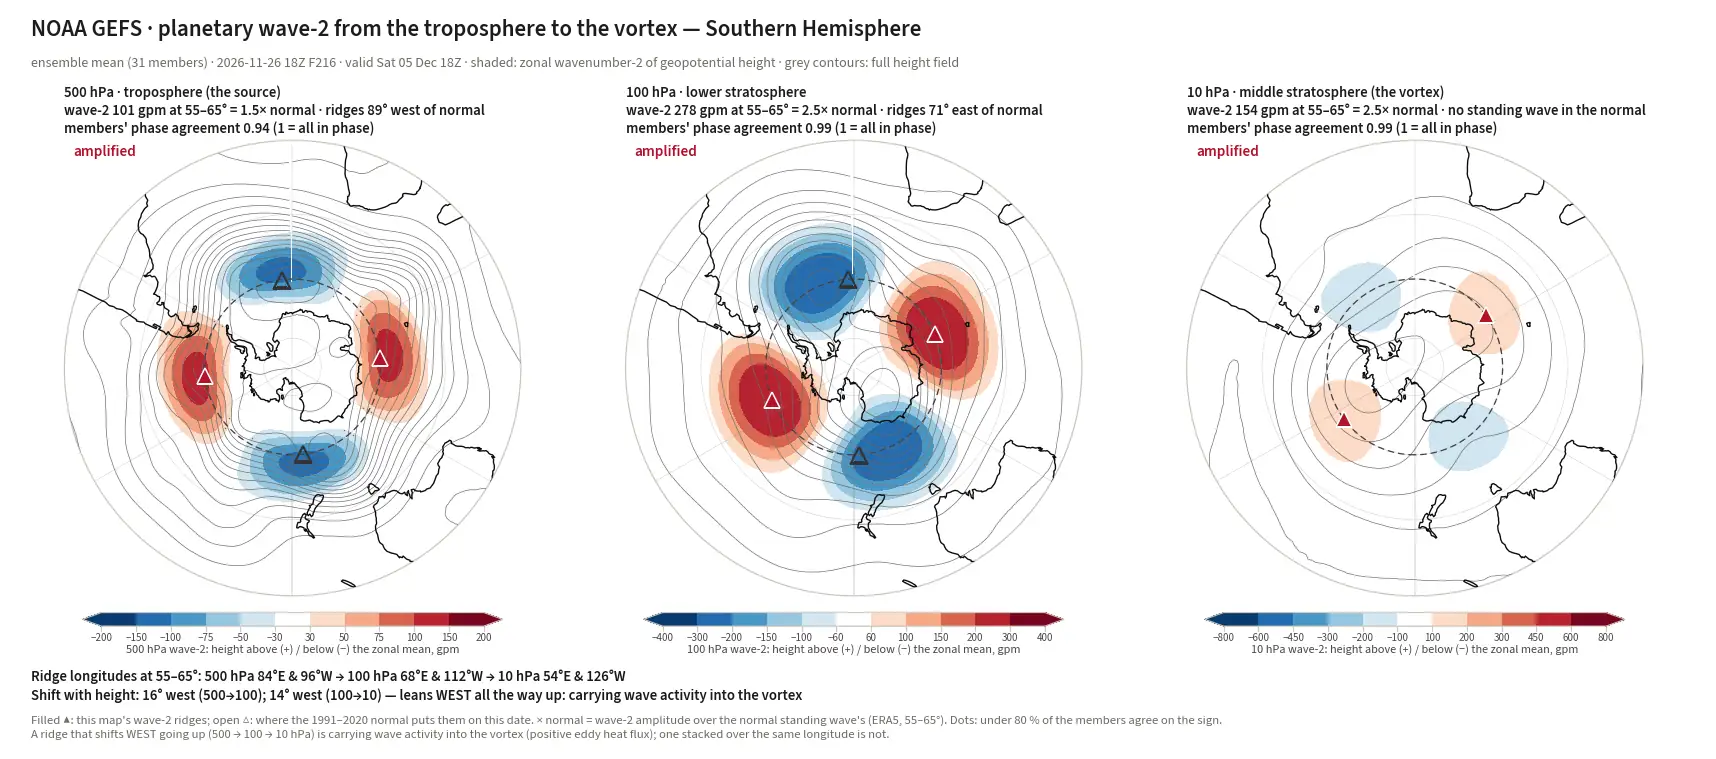 NOAA GEFS · planetary wave-2 from the troposphere to the vortex — Southern Hemisphere
ensemble mean (31 members) · 2026-11-26 18Z F216 · valid Sat 05 Dec 18Z · shaded: zonal wavenumber-2 of geopotential height · grey contours: full height field
500 hPa · troposphere (the source)
wave-2 101 gpm at 55–65° = 1.5× normal · ridges 89° west of normal
members' phase agreement 0.94 (1 = all in phase)
amplified
100 hPa · lower stratosphere
wave-2 278 gpm at 55–65° = 2.5× normal · ridges 71° east of normal
members' phase agreement 0.99 (1 = all in phase)
amplified
10 hPa · middle stratosphere (the vortex)
wave-2 154 gpm at 55–65° = 2.5× normal · no standing wave in the normal
members' phase agreement 0.99 (1 = all in phase)
amplified
−200 −150 −100 −75 −50 −30 30 50 75 100 150 200
500 hPa wave-2: height above (+) / below (−) the zonal mean, gpm
−400 −300 −200 −150 −100 −60 60 100 150 200 300 400
100 hPa wave-2: height above (+) / below (−) the zonal mean, gpm
−800 −600 −450 −300 −200 −100 100 200 300 450 600 800
10 hPa wave-2: height above (+) / below (−) the zonal mean, gpm
Ridge longitudes at 55–65°: 500 hPa 84°E & 96°W → 100 hPa 68°E & 112°W → 10 hPa 54°E & 126°W
Shift with height: 16° west (500→100); 14° west (100→10) — leans WEST all the way up: carrying wave activity into the vortex
Filled ▲: this map's wave-2 ridges; open △: where the 1991–2020 normal puts them on this date. × normal = wave-2 amplitude over the normal standing wave's (ERA5, 55–65°). Dots: under 80 % of the members agree on the sign.
A ridge that shifts WEST going up (500 → 100 → 10 hPa) is carrying wave activity into the vortex (positive eddy heat flux); one stacked over the same longitude is not.